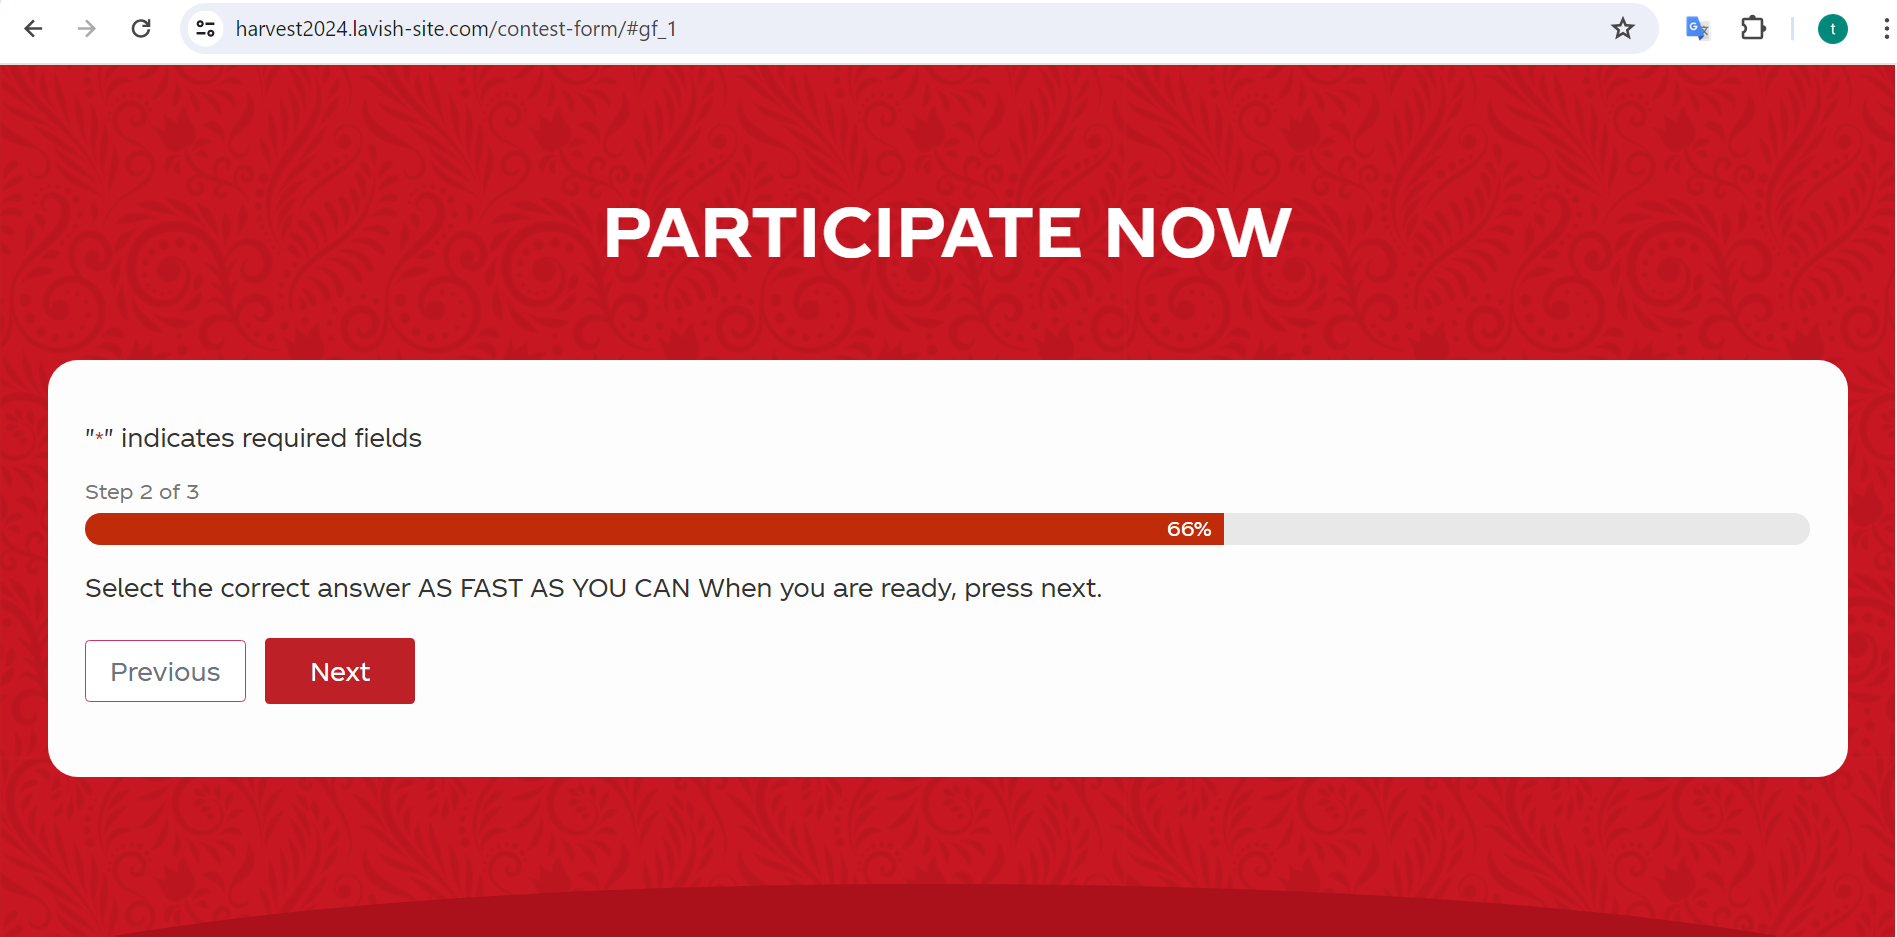 harvest2024.lavish-site.com/contest-form/#gf_1
t
PARTICIPATE NOW
"*" indicates required fields
Step 2 of 3
66%
Select the correct answer AS FAST AS YOU CAN When you are ready, press next.
Previous
Next